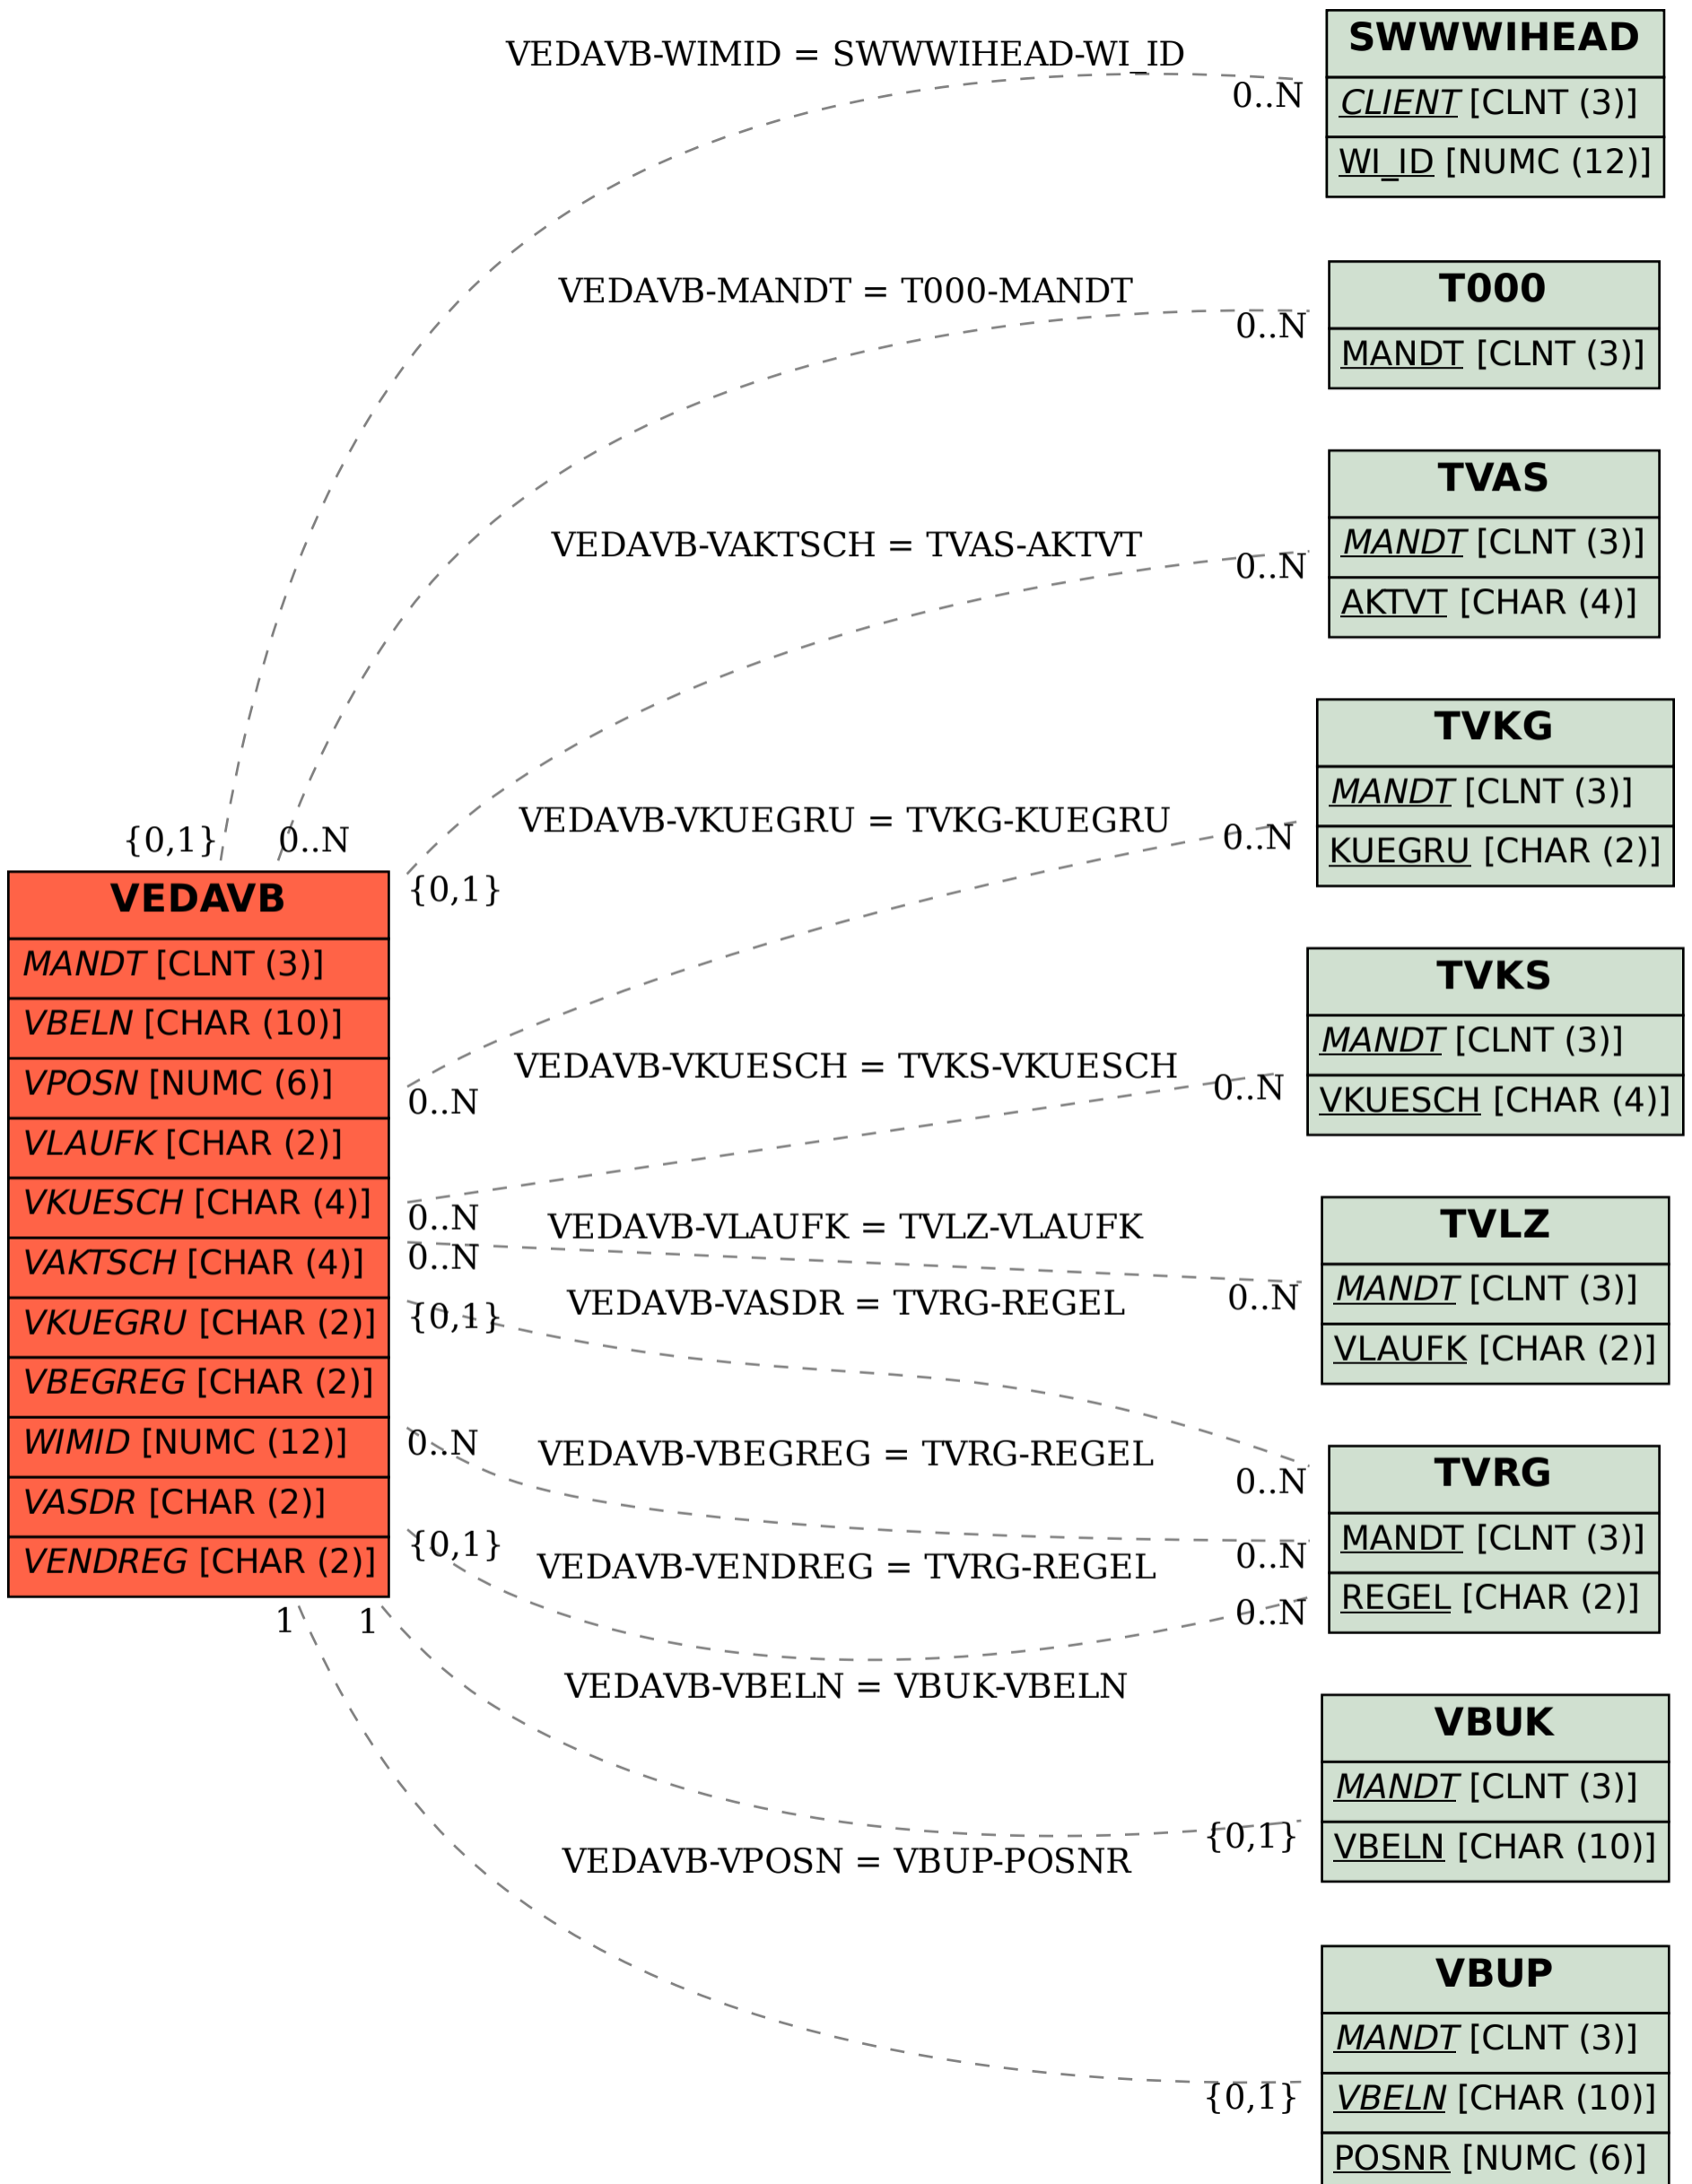 VEDAVB-WIMID = SWWWIHEAD-WI_ID
0..N
SWWWIHEAD
CLIENT [CLNT (3)]
WI_ID [NUMC (12)]
VEDAVB-MANDT = T000-MANDT
0..N
T000
MANDT [CLNT (3)]
VEDAVB-VAKTSCH = TVAS-AKTVT
0..N
TVAS
MANDT [CLNT (3)]
AKTVT [CHAR (4)]
VEDAVB-VKUEGRU = TVKG-KUEGRU
0..N
TVKG
MANDT [CLNT (3)]
KUEGRU [CHAR (2)]
{0,1}
0..N
{0,1}
VEDAVB
MANDT [CLNT (3)]
VBELN [CHAR (10)]
VPOSN [NUMC (6)]
VLAUFK [CHAR (2)]
VKUESCH [CHAR (4)]
VAKTSCH [CHAR (4)]
VKUEGRU [CHAR (2)]
VBEGREG [CHAR (2)]
WIMID [NUMC (12)]
VASDR [CHAR (2)]
VENDREG [CHAR (2)]
0..N
VEDAVB-VKUESCH = TVKS-VKUESCH
0..N
TVKS
MANDT [CLNT (3)]
VKUESCH [CHAR (4)]
0..N
VEDAVB-VLAUFK = TVLZ-VLAUFK
0..N
0..N
TVLZ
MANDT [CLNT (3)]
VLAUFK [CHAR (2)]
{0,1}
VEDAVB-VASDR = TVRG-REGEL
0..N
0..N
VEDAVB-VBEGREG = TVRG-REGEL
0..N
TVRG
MANDT [CLNT (3)]
REGEL [CHAR (2)]
{0,1}
VEDAVB-VENDREG = TVRG-REGEL
0..N
1
1
VEDAVB-VBELN = VBUK-VBELN
{0,1}
VBUK
MANDT [CLNT (3)]
VBELN [CHAR (10)]
VEDAVB-VPOSN = VBUP-POSNR
{0,1}
VBUP
MANDT [CLNT (3)]
VBELN [CHAR (10)]
POSNR [NUMC (6)]